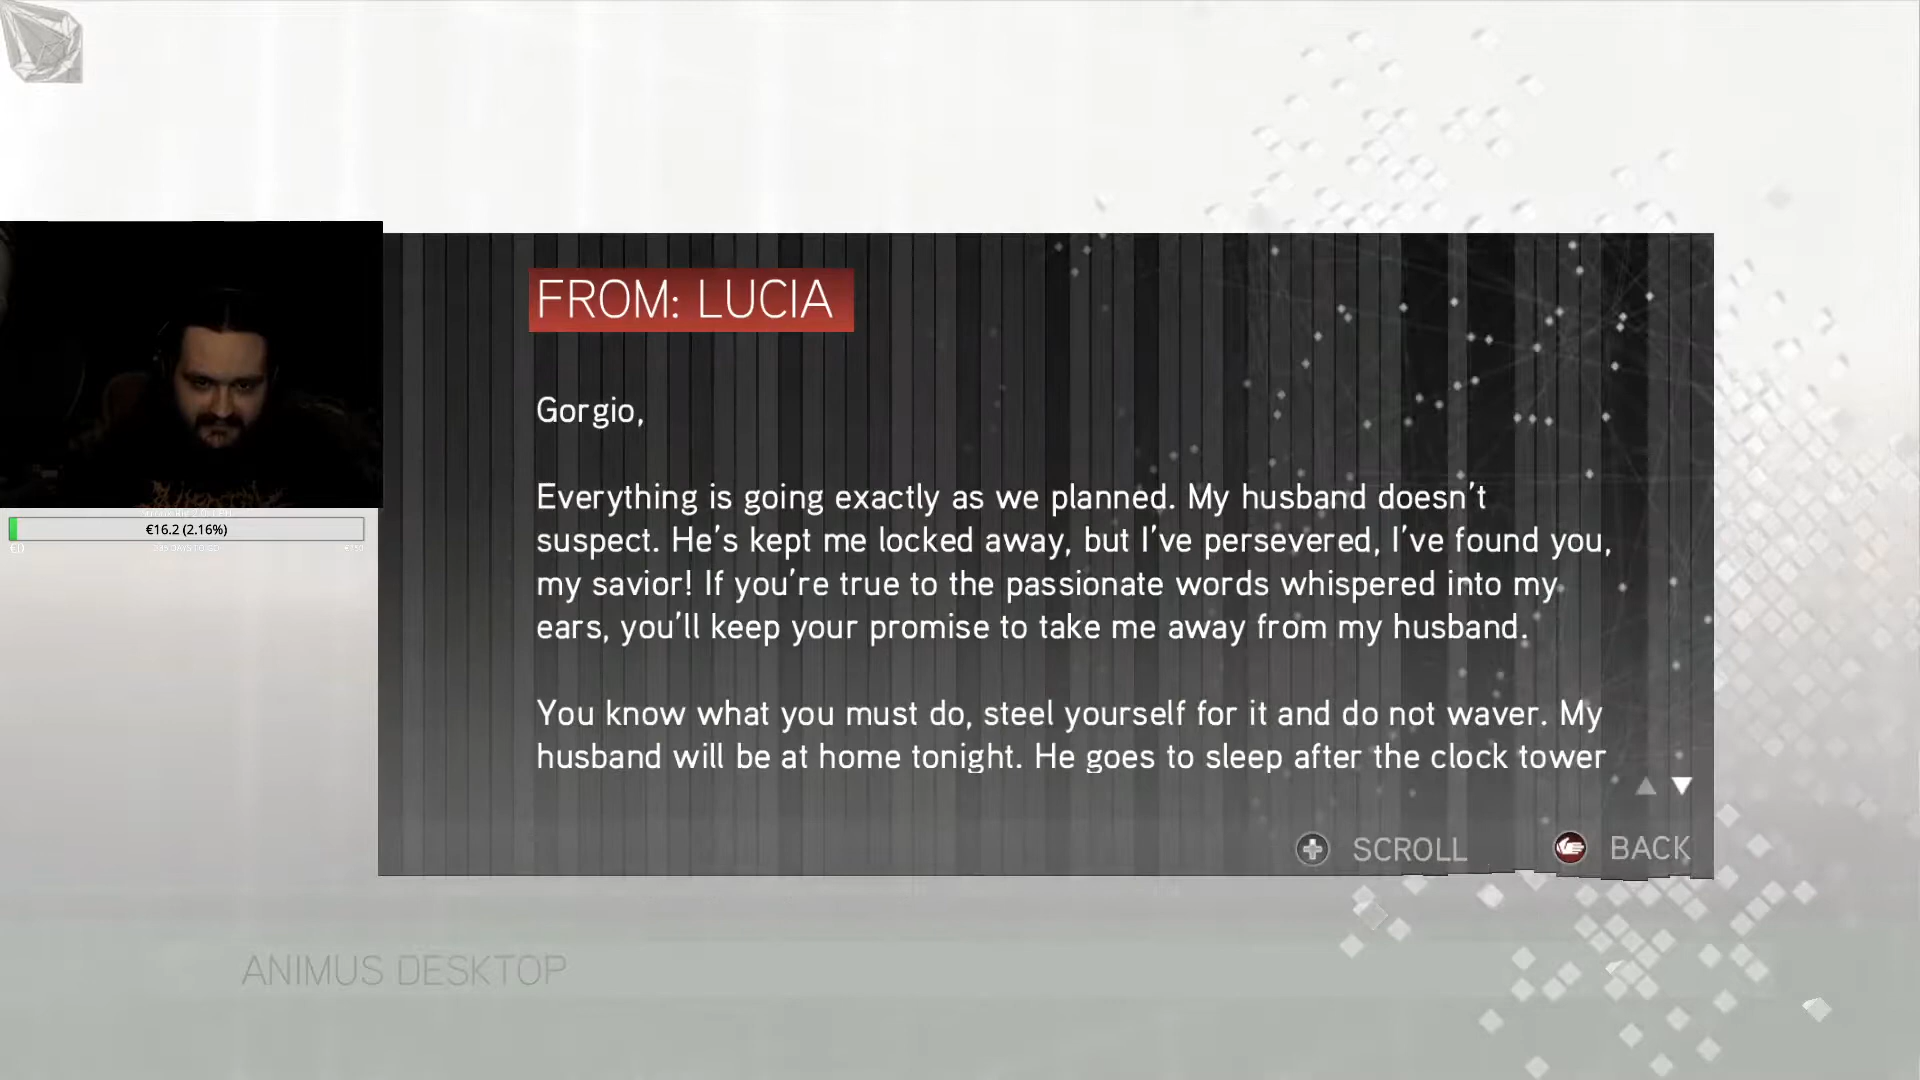 FROM: LUCIA
Gorgio,
Everything is going exactly as we planned. My husband doesn't
suspect. He's kept me locked away, but I've persevered, I've found you,
my savior! If you're true to the passionate words whispered into my
ears, you'll keep your promise to take me away from my husband.
You know what you must do, steel yourself for it and do not waver. My
husband will be at home tonight. He goes to sleep after the clock tower
SCROLL
BACK
€16.2 (2.16%)
ANIMUS DESKTOP